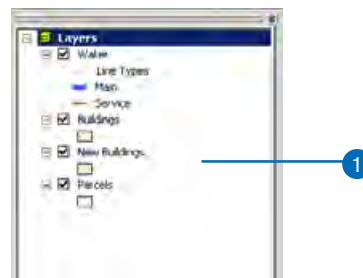 Layers
Water
Line Types
Main
Service
Buildings
New Buildings
Parcels
1